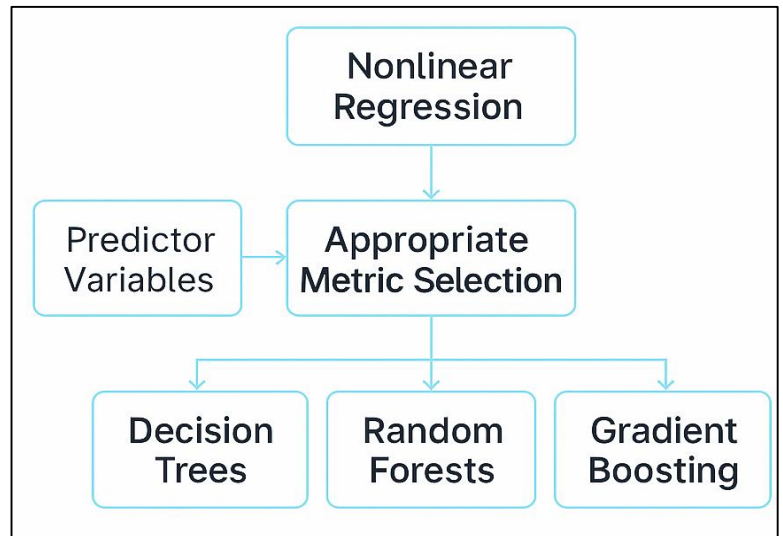 Nonlinear
Regression
Predictor
Variables
Appropriate
Metric Selection
Decision
Trees
Random
Forests
Gradient
Boosting